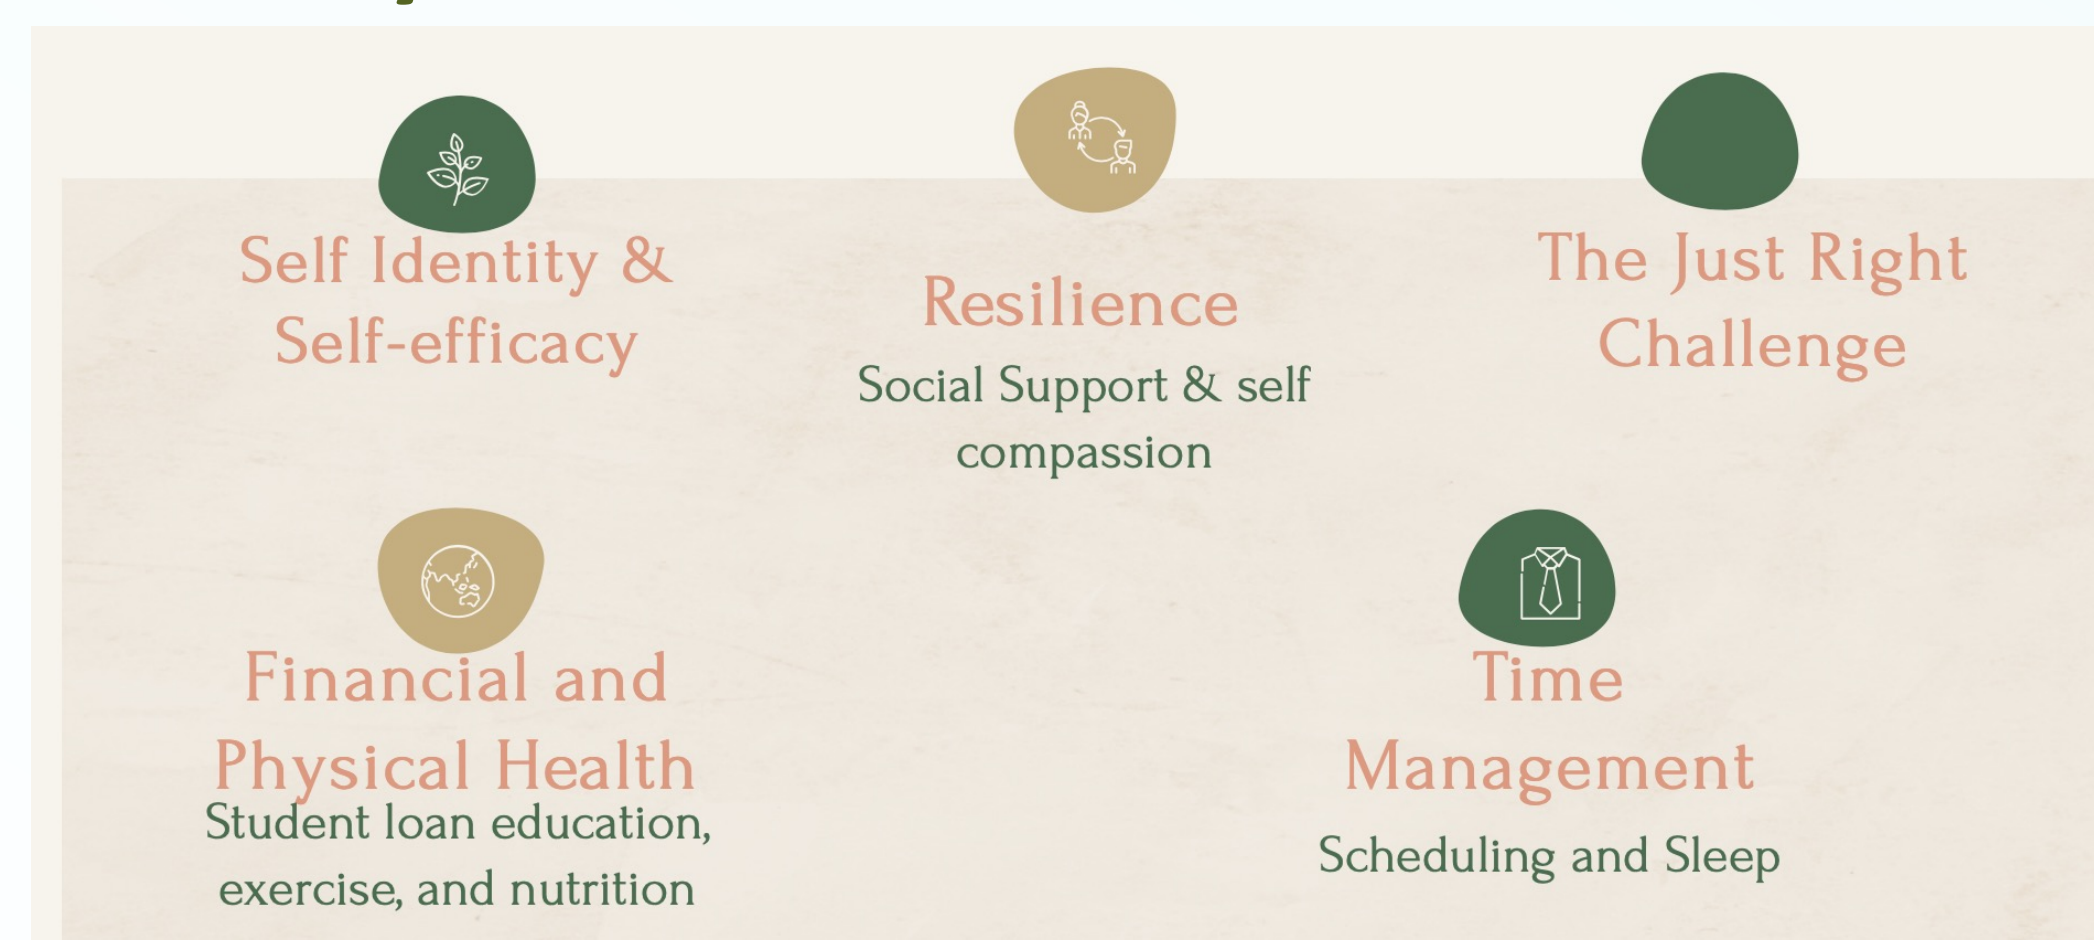 Self Identity &
Self-efficacy
Resilience
Social Support & self
compassion
The Just Right
Challenge
Financial and
Physical Health
Student loan education,
exercise, and nutrition
Time
Management
Scheduling and Sleep